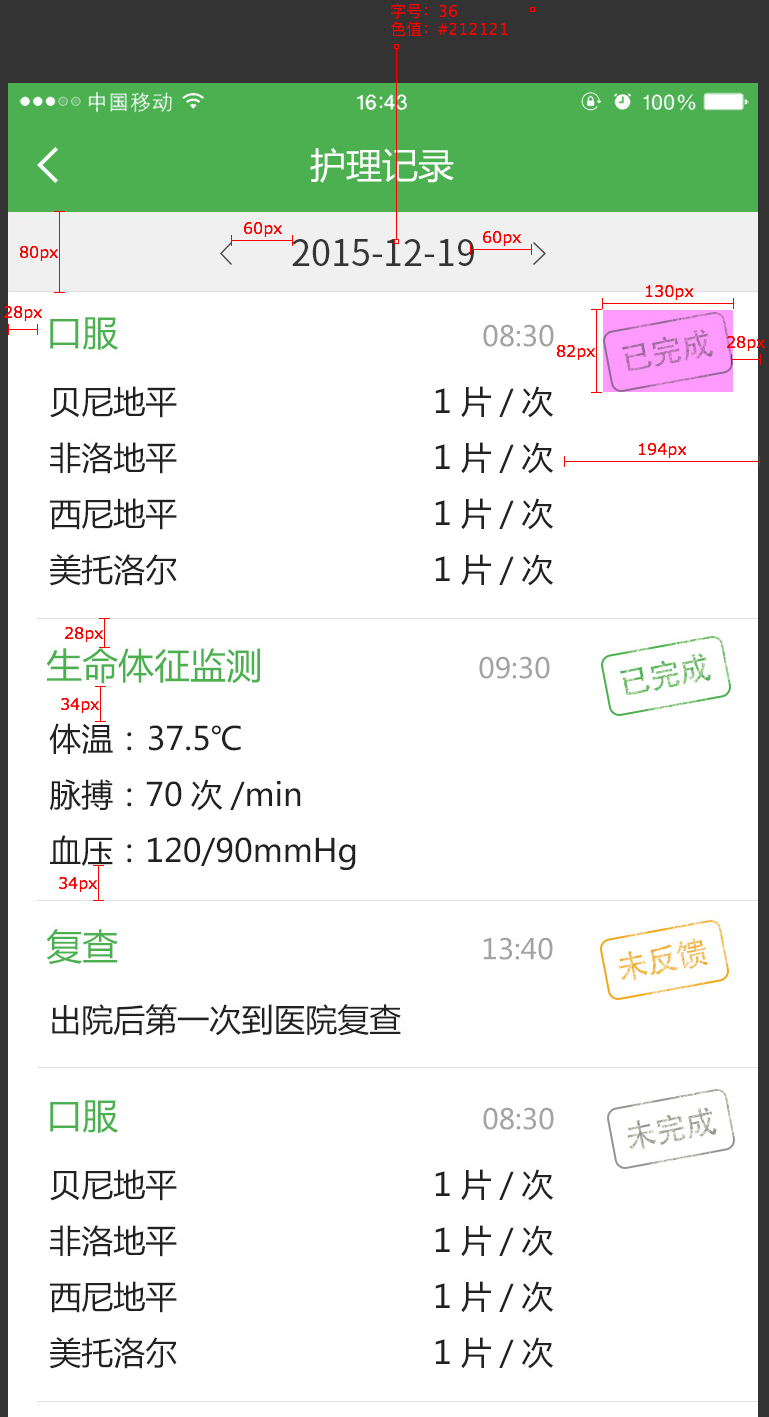 字号：36
色值：#212121
中国移动 16:43 100%
护理记录
80px 60px 2015-12-19 60px
28px 130px
口服 08:30 82px 已完成 28px
贝尼地平 1 片 / 次
非洛地平 1 片 / 次 194px
西尼地平 1 片 / 次
美托洛尔 1 片 / 次
28px
生命体征监测 09:30 已完成
34px
体温：37.5℃
脉搏：70 次 /min
血压：120/90mmHg
34px
复查 13:40 未反馈
出院后第一次到医院复查
口服 08:30 未完成
贝尼地平 1 片 / 次
非洛地平 1 片 / 次
西尼地平 1 片 / 次
美托洛尔 1 片 / 次